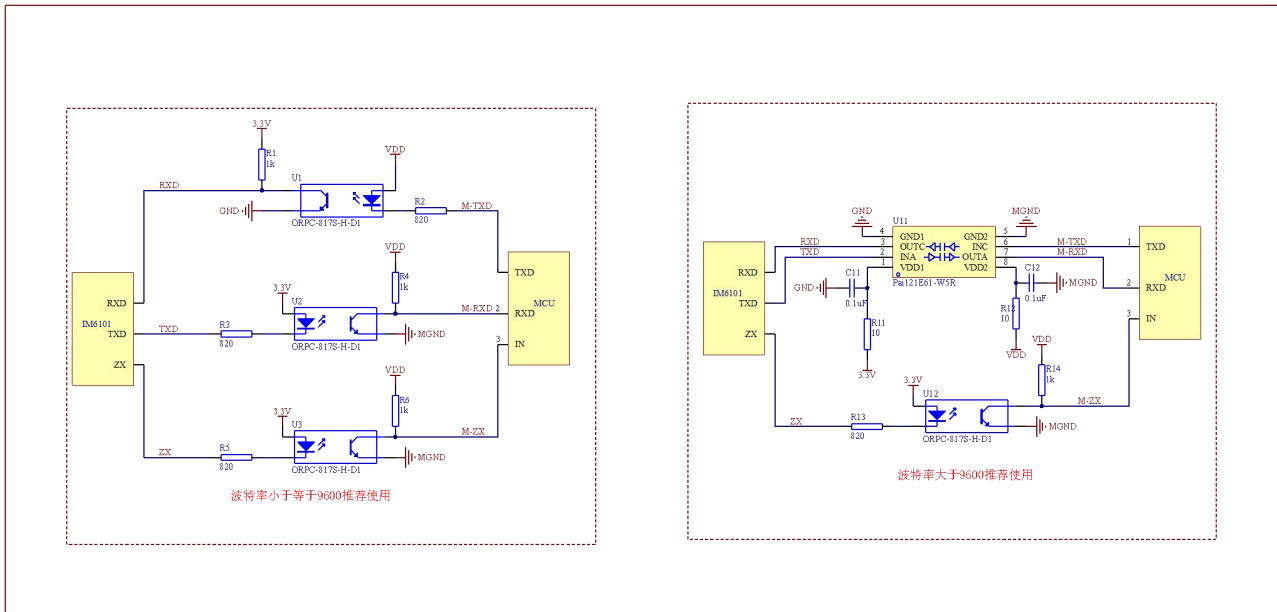 3.3V
R1
1k
VDD
RXD
U1
GND
ORPC-817S-H-D1
R2
820
M-TXD
VDD
R4
1k
3.3V
U2
M-RXD 2
TXD
R3
820
MGND
ORPC-817S-H-D1
IM6101
RXD
TXD
ZX
MCU
TXD
RXD
IN
3
VDD
R6
1k
3.3V
U3
M-ZX
ZX
R5
820
MGND
ORPC-817S-H-D1
波特率小于等于9600推荐使用
GND
MGND
U11
4
GND1
GND2
5
RXD
3
OUTC
INC
6
M-TXD
1
TXD
2
INA
OUTA
7
M-RXD
1
VDD1
VDD2
8
Pai121E61-W5R
IM6101
RXD
TXD
ZX
TXD
MCU
2
RXD
3
IN
GND
C11
0.1uF
C12
0.1uF
MGND
R11
10
3.3V
R12
10
VDD
VDD
R14
1k
3.3V
U12
M-ZX
ZX
R13
820
MGND
ORPC-817S-H-D1
波特率大于9600推荐使用